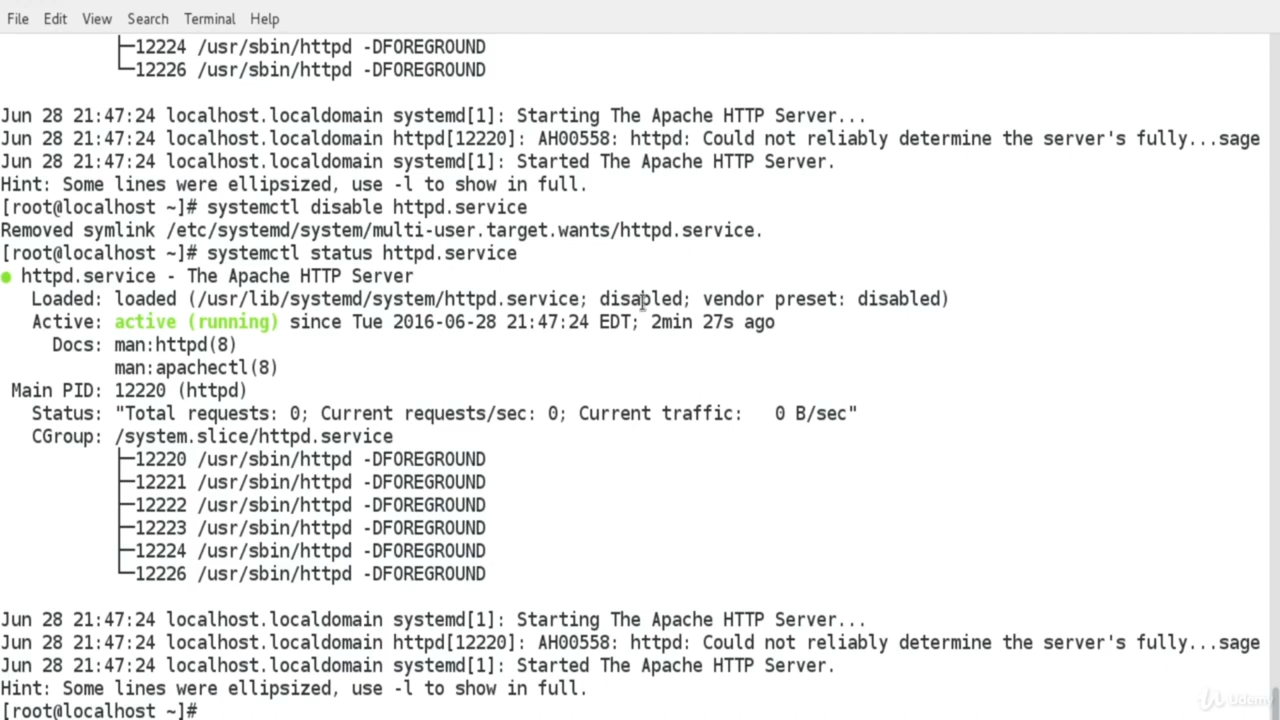 File Edit View Search Terminal Help
├─12224 /usr/sbin/httpd -DFOREGROUND
└─12226 /usr/sbin/httpd -DFOREGROUND
Jun 28 21:47:24 localhost.localdomain systemd[1]: Starting The Apache HTTP Server...
Jun 28 21:47:24 localhost.localdomain httpd[12220]: AH00558: httpd: Could not reliably determine the server's fully...sage
Jun 28 21:47:24 localhost.localdomain systemd[1]: Started The Apache HTTP Server.
Hint: Some lines were ellipsized, use -l to show in full.
[root@localhost ~]# systemctl disable httpd.service
Removed symlink /etc/systemd/system/multi-user.target.wants/httpd.service.
[root@localhost ~]# systemctl status httpd.service
● httpd.service - The Apache HTTP Server
Loaded: loaded (/usr/lib/systemd/system/httpd.service; disabled; vendor preset: disabled)
Active: active (running) since Tue 2016-06-28 21:47:24 EDT; 2min 27s ago
Docs: man:httpd(8)
man:apachectl(8)
Main PID: 12220 (httpd)
Status: "Total requests: 0; Current requests/sec: 0; Current traffic:   0 B/sec"
CGroup: /system.slice/httpd.service
├─12220 /usr/sbin/httpd -DFOREGROUND
├─12221 /usr/sbin/httpd -DFOREGROUND
├─12222 /usr/sbin/httpd -DFOREGROUND
├─12223 /usr/sbin/httpd -DFOREGROUND
├─12224 /usr/sbin/httpd -DFOREGROUND
└─12226 /usr/sbin/httpd -DFOREGROUND
Jun 28 21:47:24 localhost.localdomain systemd[1]: Starting The Apache HTTP Server...
Jun 28 21:47:24 localhost.localdomain httpd[12220]: AH00558: httpd: Could not reliably determine the server's fully...sage
Jun 28 21:47:24 localhost.localdomain systemd[1]: Started The Apache HTTP Server.
Hint: Some lines were ellipsized, use -l to show in full.
[root@localhost ~]#
Udemy